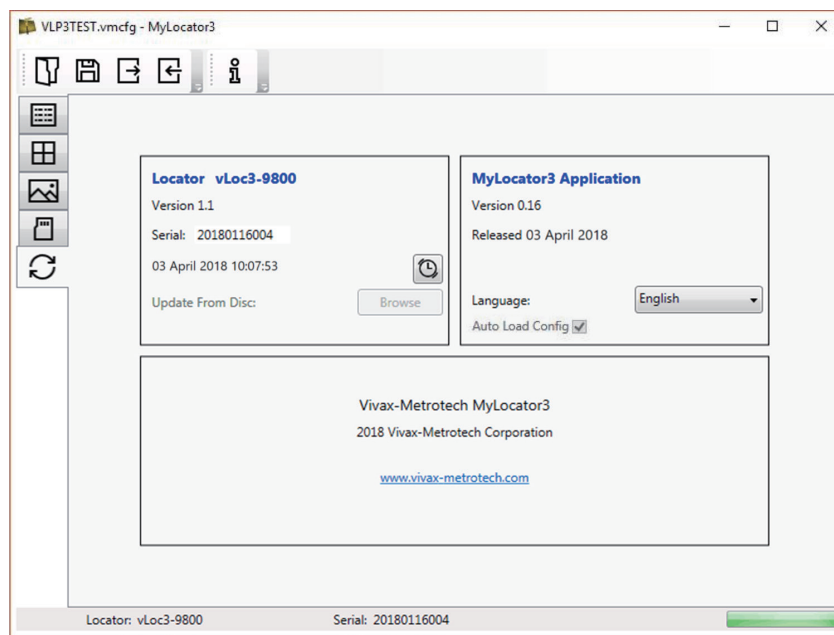 VLP3TEST.vmcfg - MyLocator3
Locator vLoc3-9800
Version 1.1
Serial: 20180116004
03 April 2018 10:07:53
Update From Disc: Browse
MyLocator3 Application
Version 0.16
Released 03 April 2018
Language: English
Auto Load Config
Vivax-Metrotech MyLocator3
2018 Vivax-Metrotech Corporation
www.vivax-metrotech.com
Locator: vLoc3-9800 Serial: 20180116004